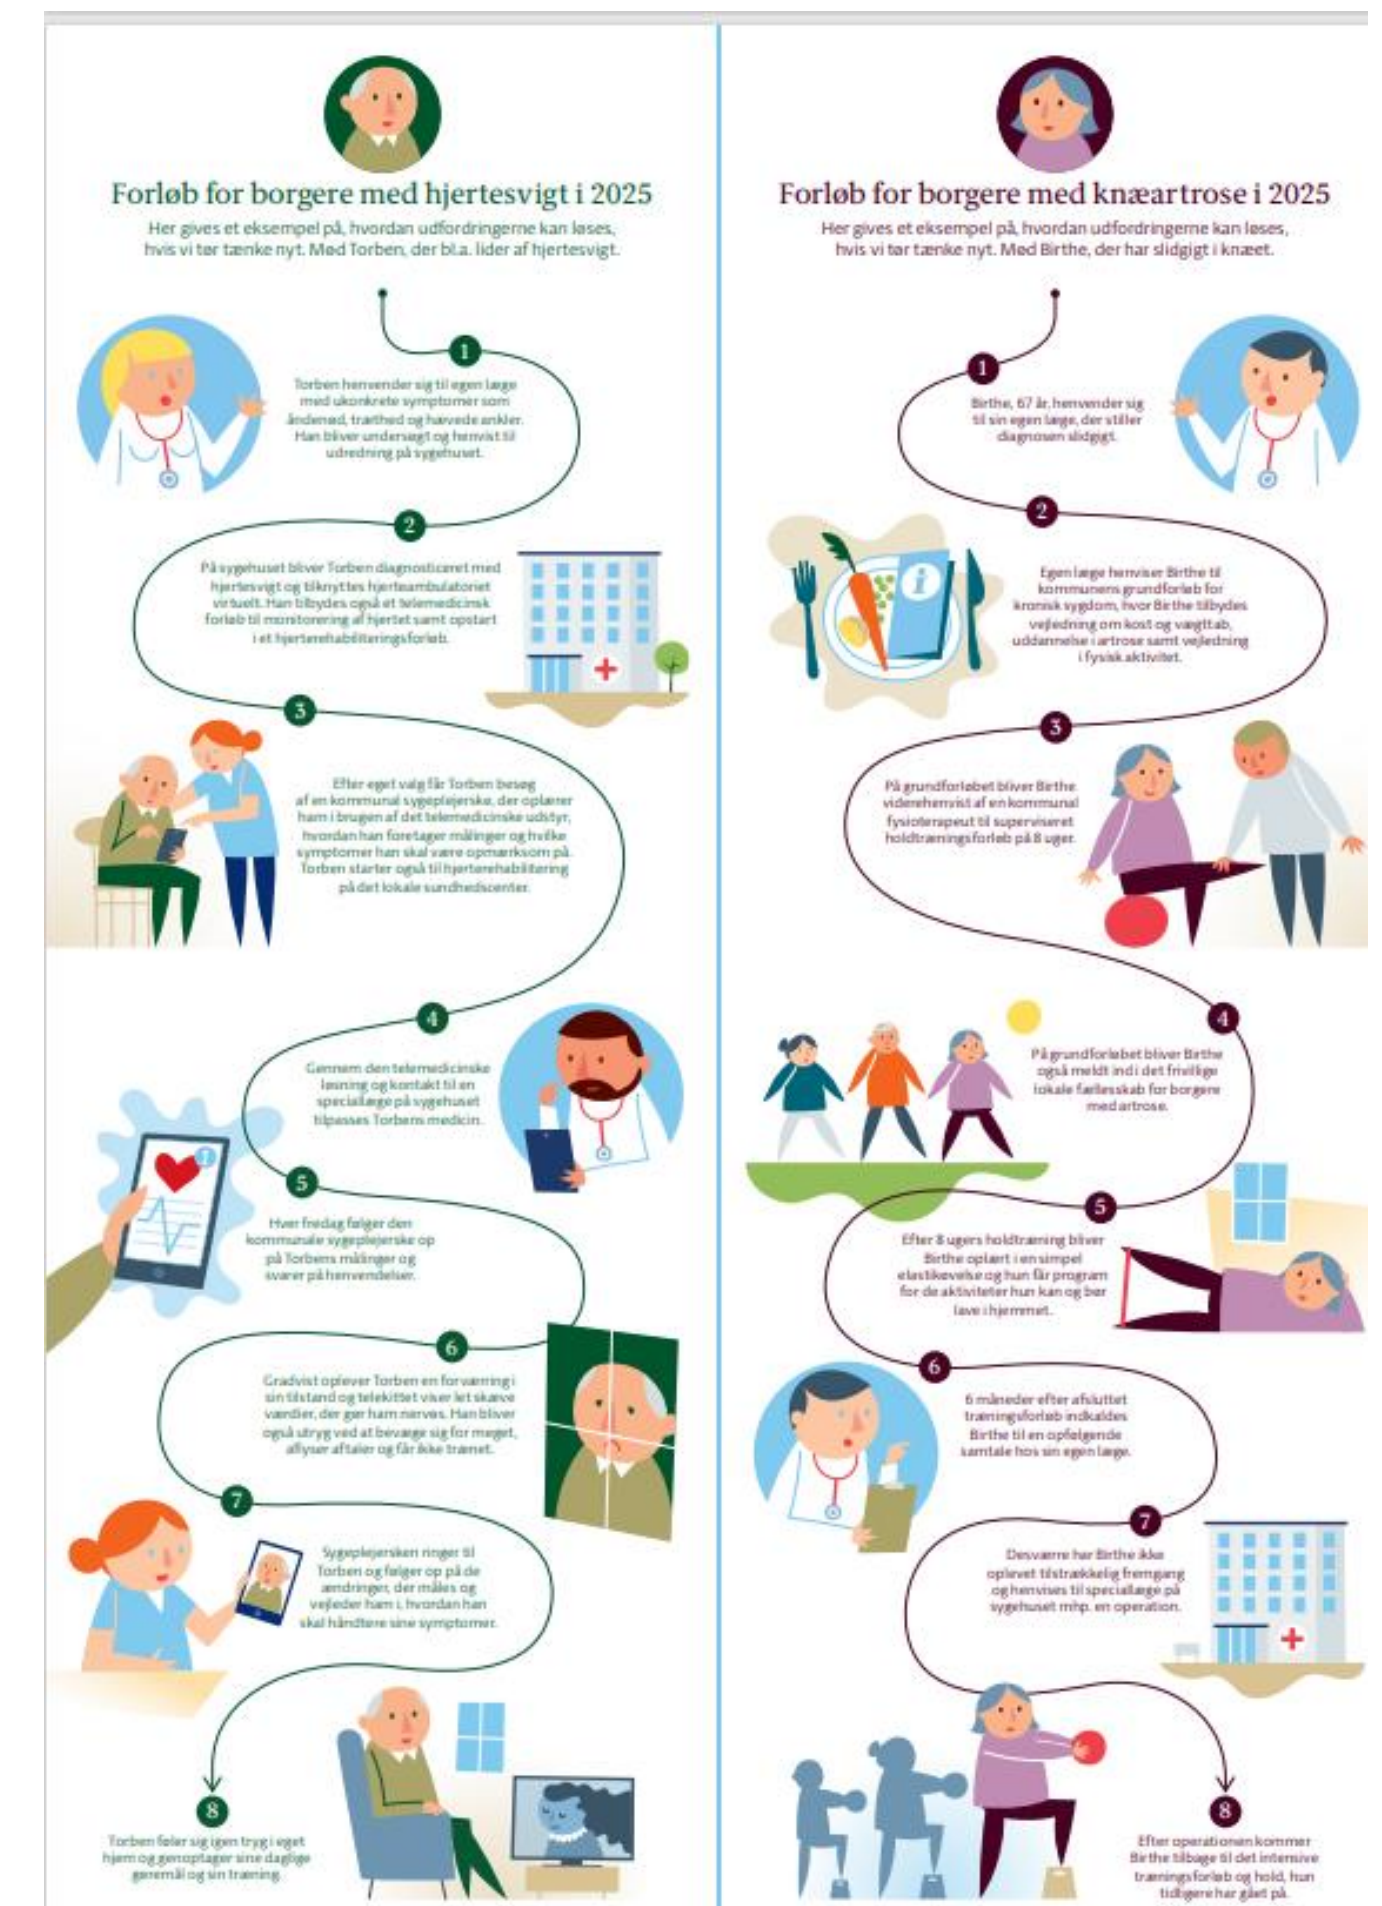 Forløb for borgere med hjertesvigt i 2025
Her gives et eksempel på, hvordan udfordringerne kan løses,
hvis vi tør tænke nyt. Mød Torben, der bl.a. lider af hjertesvigt.
1
Torben henvender sig til egen læge
med ukonkrete symptomer som
åndenød, træthed og hævede ankler.
Han bliver undersøgt og henvist til
udredning på sygehuset.
2
På sygehuset bliver Torben diagnosticeret med
hjertesvigt og tilknyttes hjerteambulatoriet
virtuelt. Han tilbydes også et telemedicinsk
forløb til monitorering af hjertet samt opstart
i et hjerterehabiliteringsforløb.
3
Efter eget valg får Torben besøg
af en kommunal sygeplejerske, der oplærer
ham i brugen af det telemedicinske udstyr,
hvordan han foretager målinger og hvilke
symptomer han skal være opmærksom på.
Torben starter også til hjerterehabilitering
på det lokale sundhedscenter.
4
Gennem den telemedicinske
løsning og kontakt til en
speciallæge på sygehuset
tilpasses Torbens medicin.
5
Hver fredag følger den
kommunale sygeplejerske op
på Torbens målinger og
svarer på henvendelser.
6
Gradvist oplever Torben en forværring i
sin tilstand og telekittet viser let skæve
værdier, der gør ham nervøs. Han bliver
også utryg ved at bevæge sig for meget,
aflyser aftaler og får ikke trænet.
7
Sygeplejersken ringer til
Torben og følger op på de
ændringer, der måles og
vejleder ham i, hvordan han
skal håndtere sine symptomer.
8
Torben føler sig igen tryg i eget
hjem og genoptager sine daglige
gøremål og sin træning.
Forløb for borgere med knæartrose i 2025
Her gives et eksempel på, hvordan udfordringerne kan løses,
hvis vi tør tænke nyt. Mød Birthe, der har slidgigt i knæet.
1
Birthe, 67 år, henvender sig
til sin egen læge, der stiller
diagnosen slidgigt.
2
i
Egen læge henviser Birthe til
kommunens grundforløb for
kronisk sygdom, hvor Birthe tilbydes
vejledning om kost og vægttab,
uddannelse i artrose samt vejledning
i fysisk aktivitet.
3
På grundforløbet bliver Birthe
viderehenvist af en kommunal
fysioterapeut til superviseret
holdtræningsforløb på 8 uger.
4
På grundforløbet bliver Birthe
også meldt ind i det frivillige
lokale fællesskab for borgere
med artrose.
5
Efter 8 ugers holdtræning bliver
Birthe oplært i en simpel
elastikøvelse og hun får program
for de aktiviteter hun kan og bør
lave i hjemmet.
6
6 måneder efter afsluttet
træningsforløb indkaldes
Birthe til en opfølgende
samtale hos sin egen læge.
7
Desværre har Birthe ikke
oplevet tilstrækkelig fremgang
og henvises til speciallæge på
sygehuset mhp. en operation.
8
Efter operationen kommer
Birthe tilbage til det intensive
træningsforløb og hold, hun
tidligere har gået på.